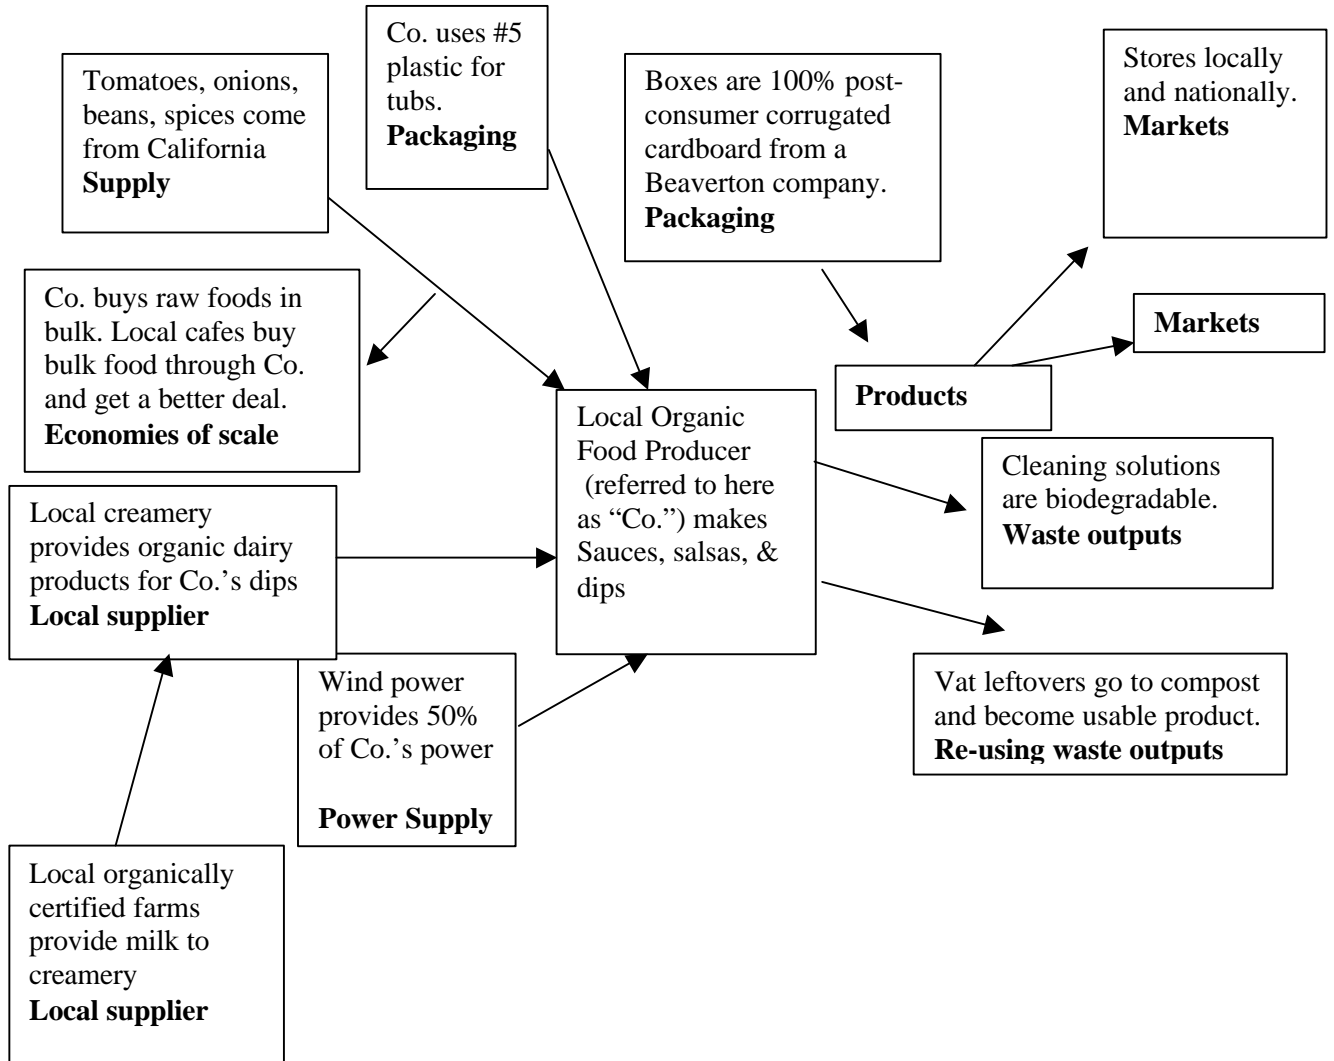 Co. uses #5
plastic for
tubs.
Packaging
Tomatoes, onions,
beans, spices come
from California
Supply
Boxes are 100% post-
consumer corrugated
cardboard from a
Beaverton company.
Packaging
Stores locally
and nationally.
Markets
Co. buys raw foods in
bulk. Local cafes buy
bulk food through Co.
and get a better deal.
Economies of scale
Markets
Products
Local Organic
Food Producer
(referred to here
as “Co.”) makes
Sauces, salsas, &
dips
Cleaning solutions
are biodegradable.
Waste outputs
Local creamery
provides organic dairy
products for Co.’s dips
Local supplier
Wind power
provides 50%
of Co.’s power
Power Supply
Vat leftovers go to compost
and become usable product.
Re-using waste outputs
Local organically
certified farms
provide milk to
creamery
Local supplier